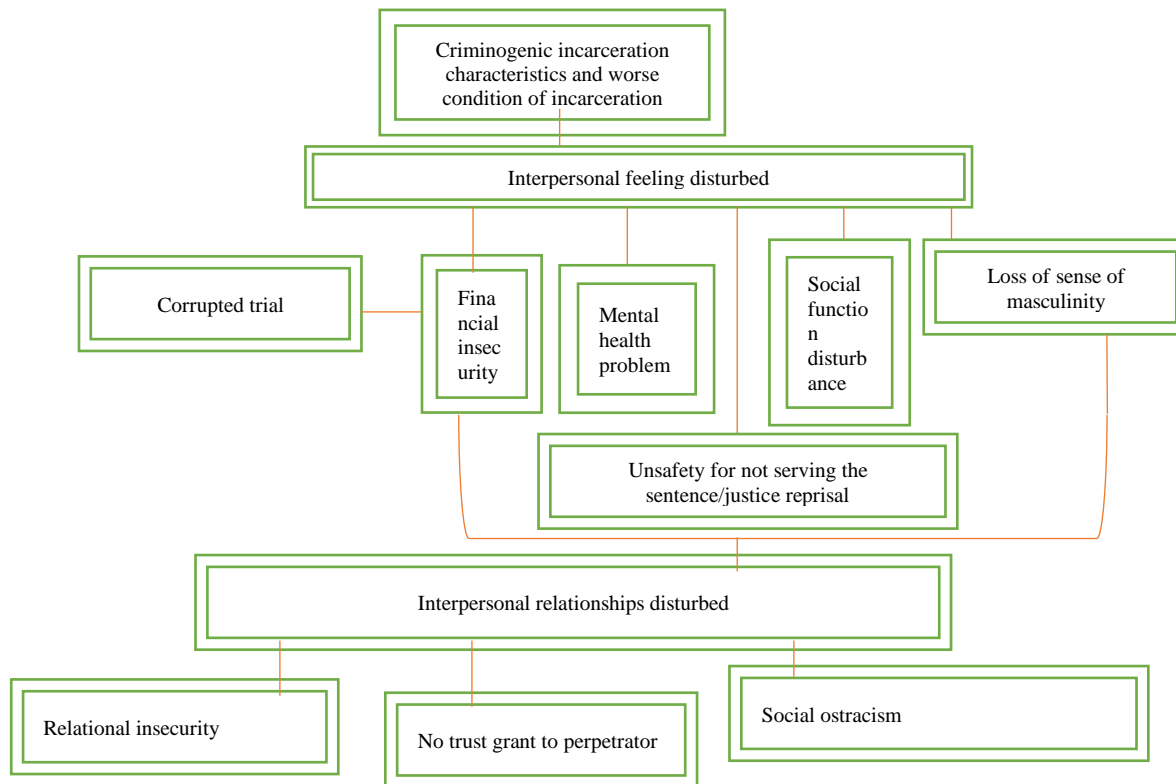 Criminogenic incarceration
characteristics and worse
condition of incarceration
Interpersonal feeling disturbed
Corrupted trial
Fina
ncial
insec
urity
Mental
health
problem
Social
functio
n
disturb
ance
Loss of sense of
masculinity
Unsafety for not serving the
sentence/justice reprisal
Interpersonal relationships disturbed
Relational insecurity
No trust grant to perpetrator
Social ostracism